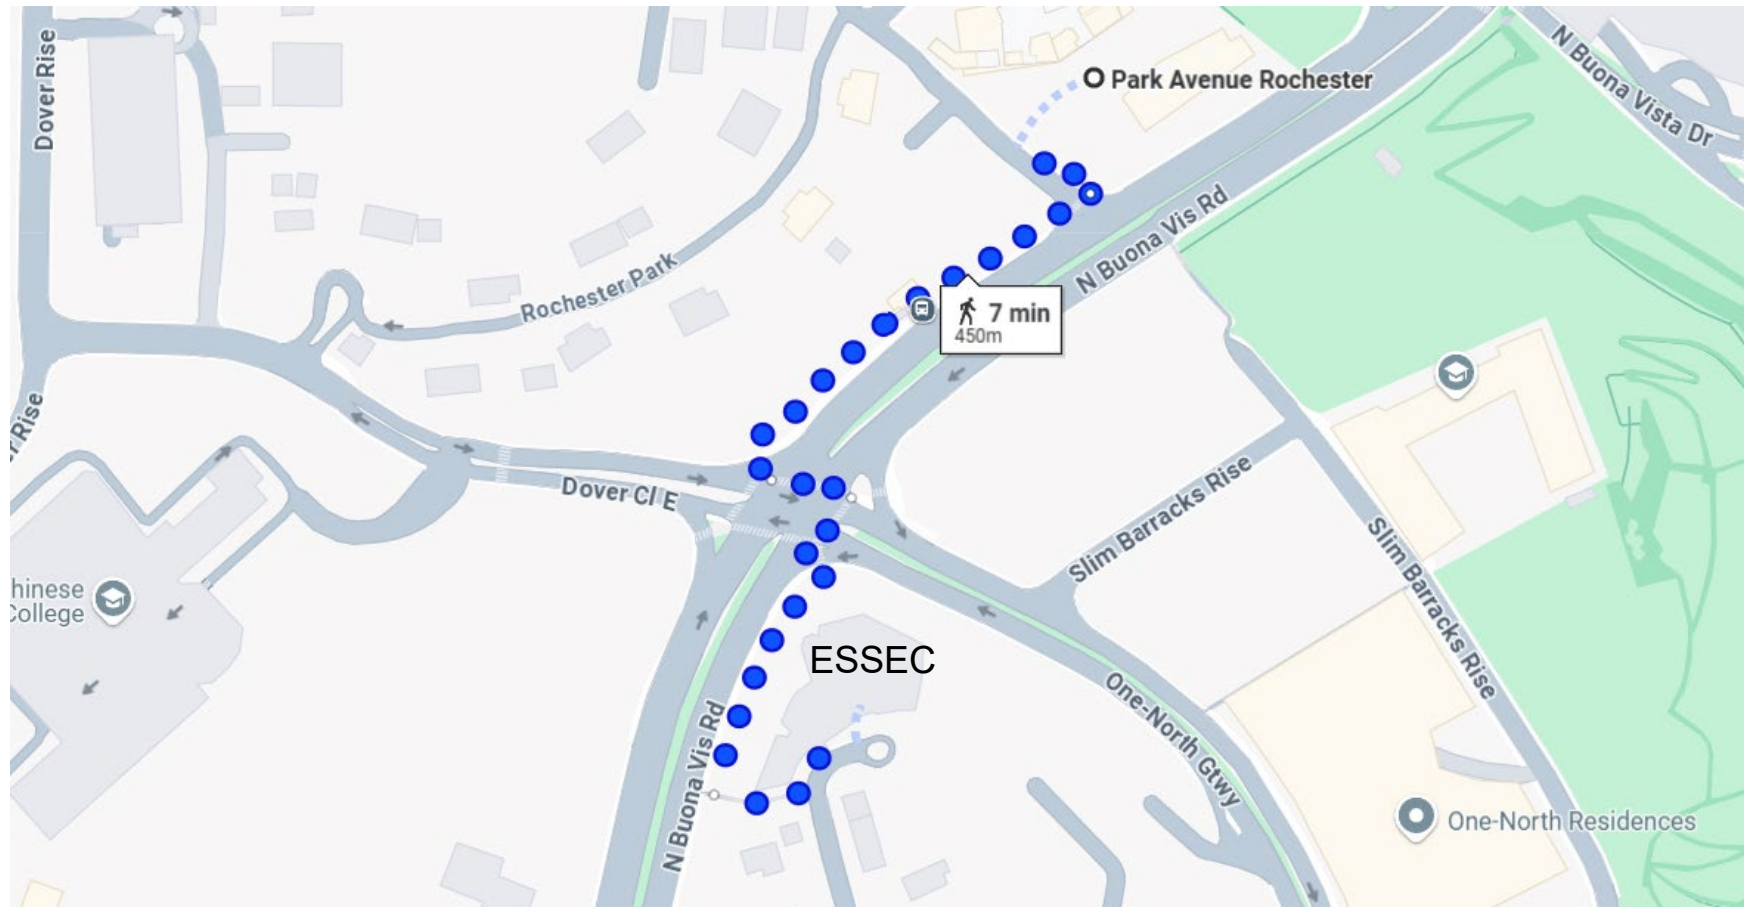 Dover Rise
Park Avenue Rochester
N Buona Vista Dr
N Buona Vis Rd
Rochester Park
7 min
450m
r Rise
Dover Cl E
Slim Barracks Rise
Slim Barracks Rise
hinese
College
ESSEC
One-North Gtwy
N Buona Vis Rd
One-North Residences